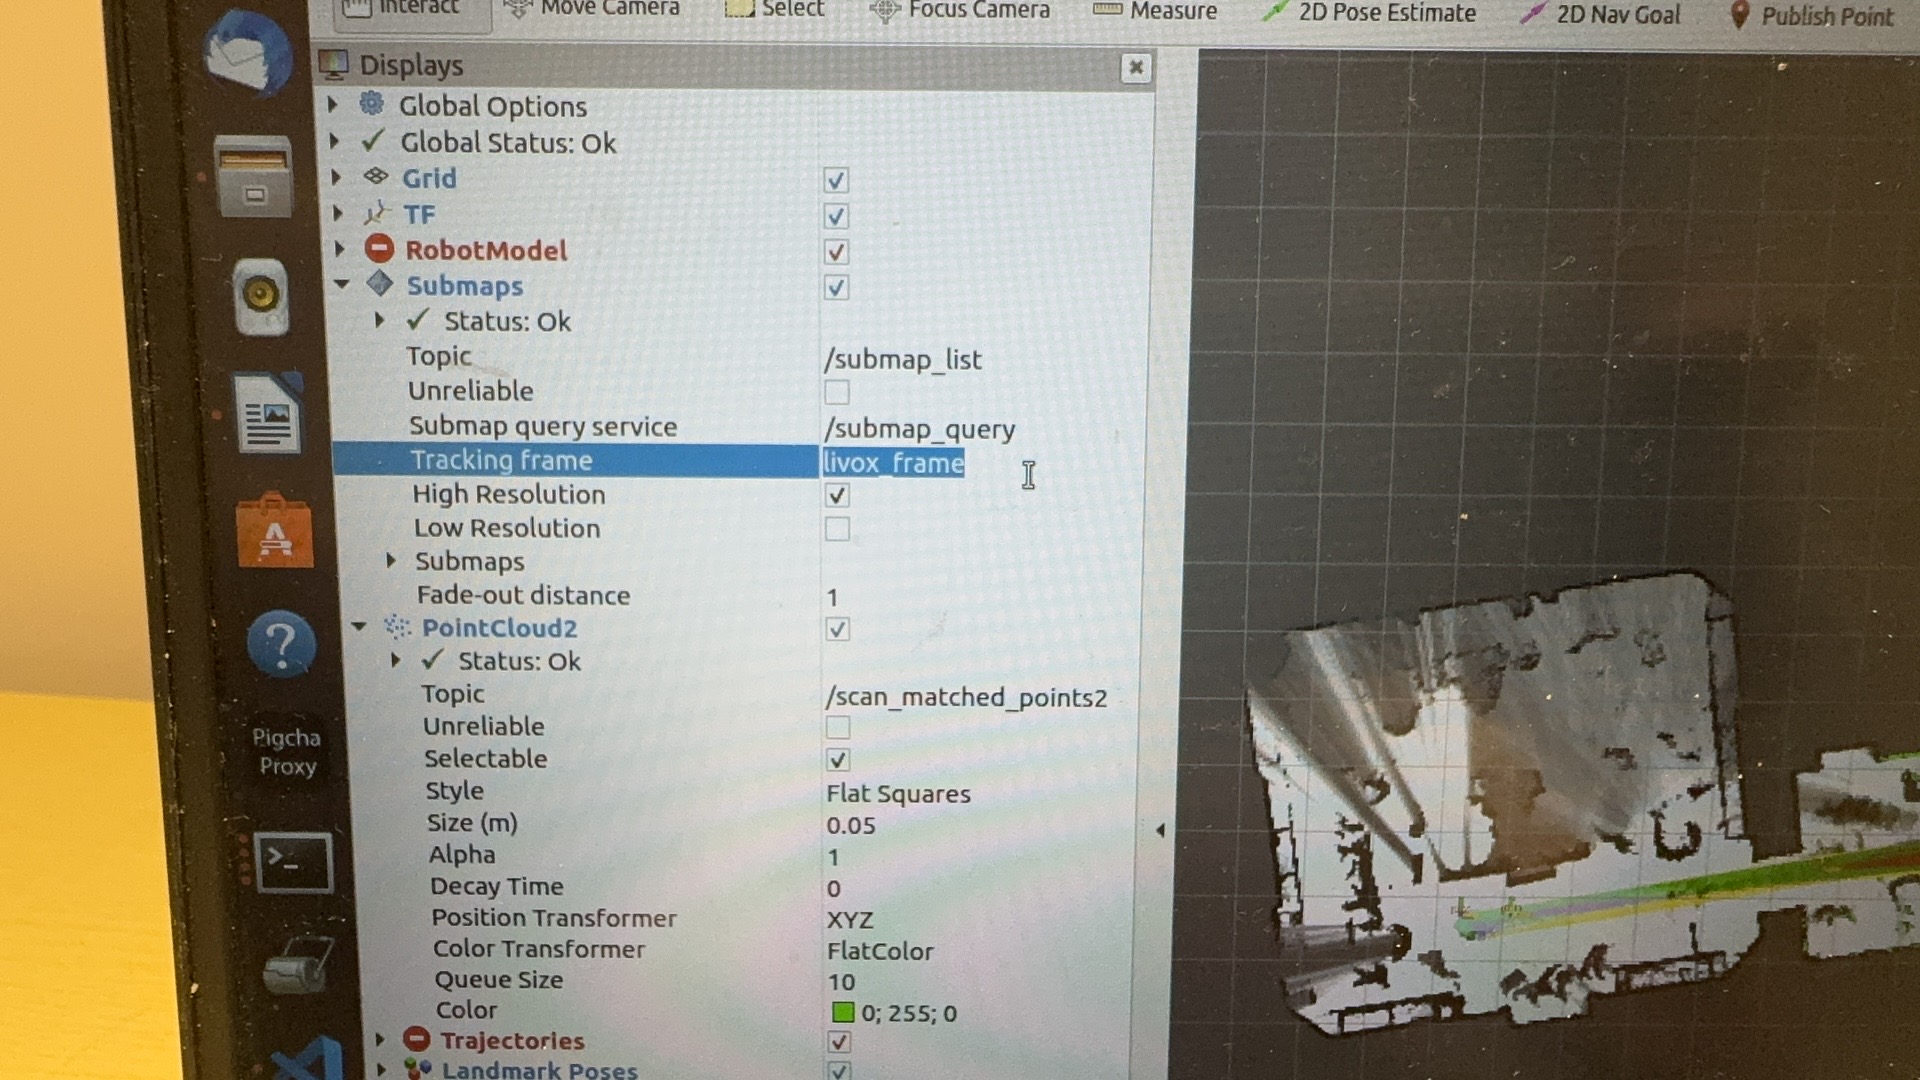 Interact Move Camera Select Focus Camera Measure 2D Pose Estimate 2D Nav Goal Publish Point
Displays
Global Options
Global Status: Ok
Grid
TF
RobotModel
Submaps
Status: Ok
Topic /submap_list
Unreliable
Submap query service /submap_query
Tracking frame livox_frame
High Resolution
Low Resolution
Submaps
Fade-out distance 1
PointCloud2
Status: Ok
Topic /scan_matched_points2
Unreliable
Selectable
Style Flat Squares
Size (m) 0.05
Alpha 1
Decay Time 0
Position Transformer XYZ
Color Transformer FlatColor
Queue Size 10
Color 0; 255; 0
Trajectories
Landmark Poses
Pigcha
Proxy